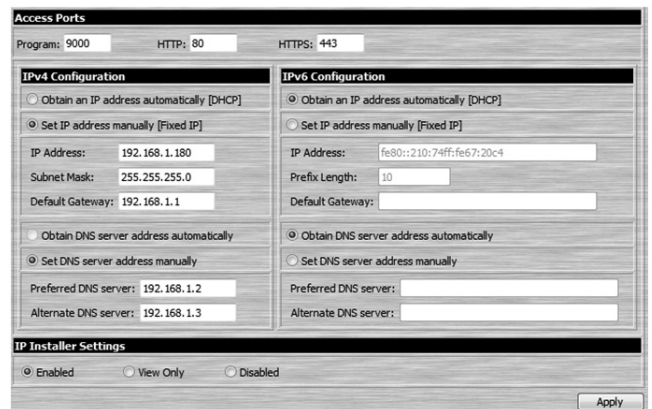 Access Ports
Program: 9000 HTTP: 80 HTTPS: 443
IPv4 Configuration
Obtain an IP address automatically [DHCP]
Set IP address manually [Fixed IP]
IP Address: 192.168.1.180
Subnet Mask: 255.255.255.0
Default Gateway: 192.168.1.1
Obtain DNS server address automatically
Set DNS server address manually
Preferred DNS server: 192.168.1.2
Alternate DNS server: 192.168.1.3
IPv6 Configuration
Obtain an IP address automatically [DHCP]
Set IP address manually [Fixed IP]
IP Address: fe80::210:74ff:fe67:20c4
Prefix Length: 10
Default Gateway:
Obtain DNS server address automatically
Set DNS server address manually
Preferred DNS server:
Alternate DNS server:
IP Installer Settings
Enabled View Only Disabled
Apply